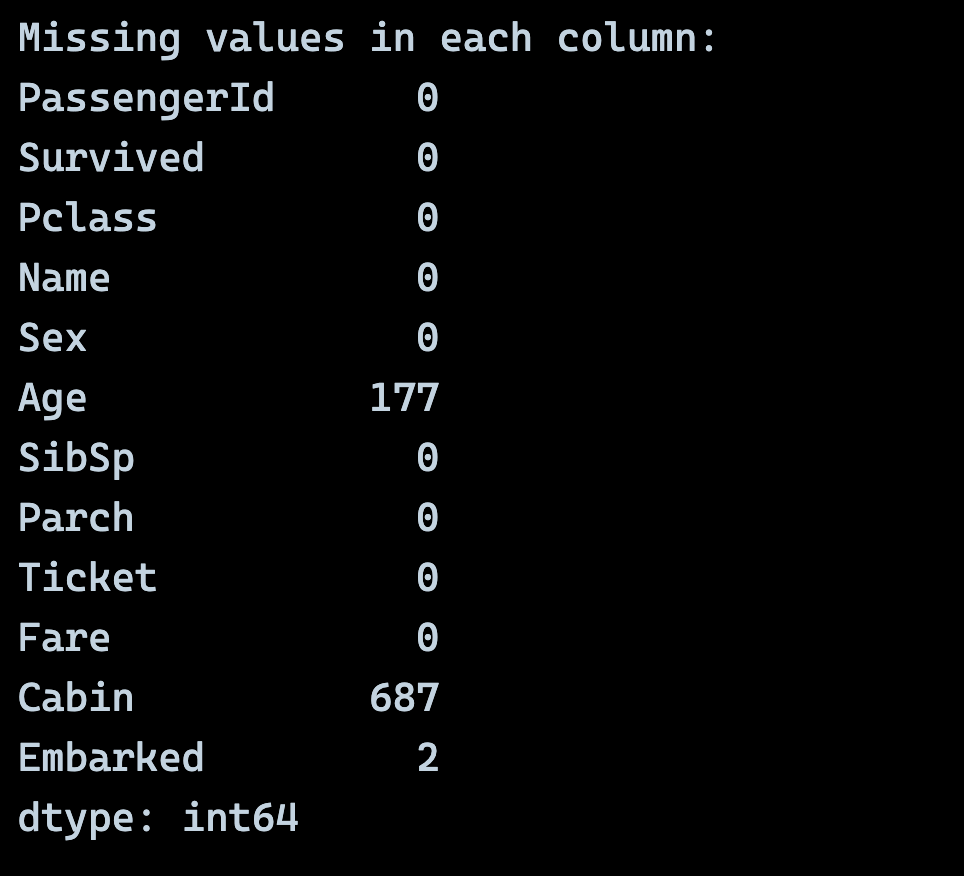 Missing values in each column:
PassengerId      0
Survived         0
Pclass           0
Name             0
Sex              0
Age            177
SibSp            0
Parch            0
Ticket           0
Fare             0
Cabin          687
Embarked         2
dtype: int64